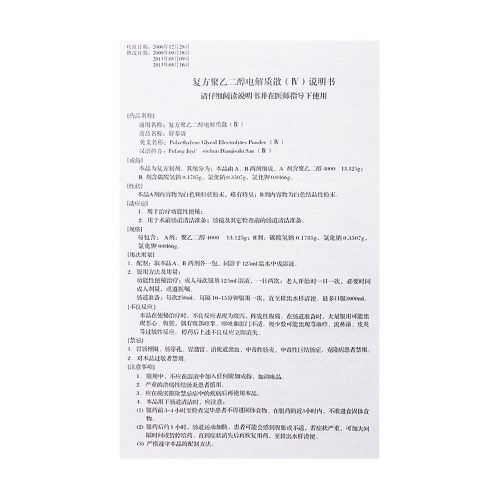 核准日期：2006年12月28日
修改日期：2009年09月18日
2013年05月09日
2013年05月16日
复方聚乙二醇电解质散（Ⅳ）说明书
请仔细阅读说明书并在医师指导下使用
[药品名称]
通用名称：复方聚乙二醇电解质散（Ⅳ）
商品名称：舒泰清
英文名称：Polyethylene Glycol Electrolytes Powder（Ⅳ）
汉语拼音：Fufang Juyi'erchun Dianjiezhi San（Ⅳ）
[成份]
本品为复方制剂，其组分为：本品由A、B两剂组成。A 剂含聚乙二醇4000 13.125g；
B 剂含碳酸氢钠0.1785g，氯化钠0.3507g，氯化钾0.0466g。
[性状]
本品A剂内容物为白色颗粒状粉末，略有特臭；B剂内容物为白色结晶性粉末。
[适应症]
1. 用于治疗功能性便秘；
2. 用于术前肠道清洁准备；肠镜及其它检查前的肠道清洁准备。
[规格]
每包含：A剂：聚乙二醇4000 13.125g；B剂：碳酸氢钠0.1785g，氯化钠0.3507g，
氯化钾0.0466g。
[用法用量]
1. 配制：取本品A、B两剂各一包，同溶于125ml温水中成溶液。
2. 服用方法及用量：
功能性便秘治疗：成人每次服用125ml溶液，一日两次；老人开始时一日一次，必要时同
成人剂量，或遵医嘱。
肠道准备：每次250ml，每隔10-15分钟服用一次，直至排出水样清便。最多口服3000ml。
[不良反应]
本品在便秘治疗时，不良反应表现为腹泻，持发性腹痛。在肠道准备时，大量服用可能出
现恶心、腹胀，偶有腹部痉挛、呕吐和肛门不适。极少数可能出现荨麻疹、流鼻涕、皮炎
等过敏性反应。停药后上述不良反应立即消失。
[禁忌]
1. 胃肠梗阻、肠穿孔、胃潴留、消化道出血、中毒性肠炎、中毒性巨结肠症、克隆病患者禁用。
2. 对本品过敏者禁用。
[注意事项]
1. 服用中，不应在溶液中加入任何附加成份，如调味品。
2. 严重的溃疡性结肠炎患者慎用。
3. 应在确实排除禁忌症中的疾病后再使用本品。
4. 本品用于肠道清洁时，应注意：
(1) 服药前3-4小时至检查完毕患者不得进固体食物，在服药前近3小时内，不准进食固体食
物。
(2) 服药后约1小时，肠道运动加快，患者可能会感到腹胀或不适，若症状严重，可加大间
隔时间或暂停给药，直到症状消失后再恢复用药，至排出水样清便。
(3) 严格遵守本品的配制方法。